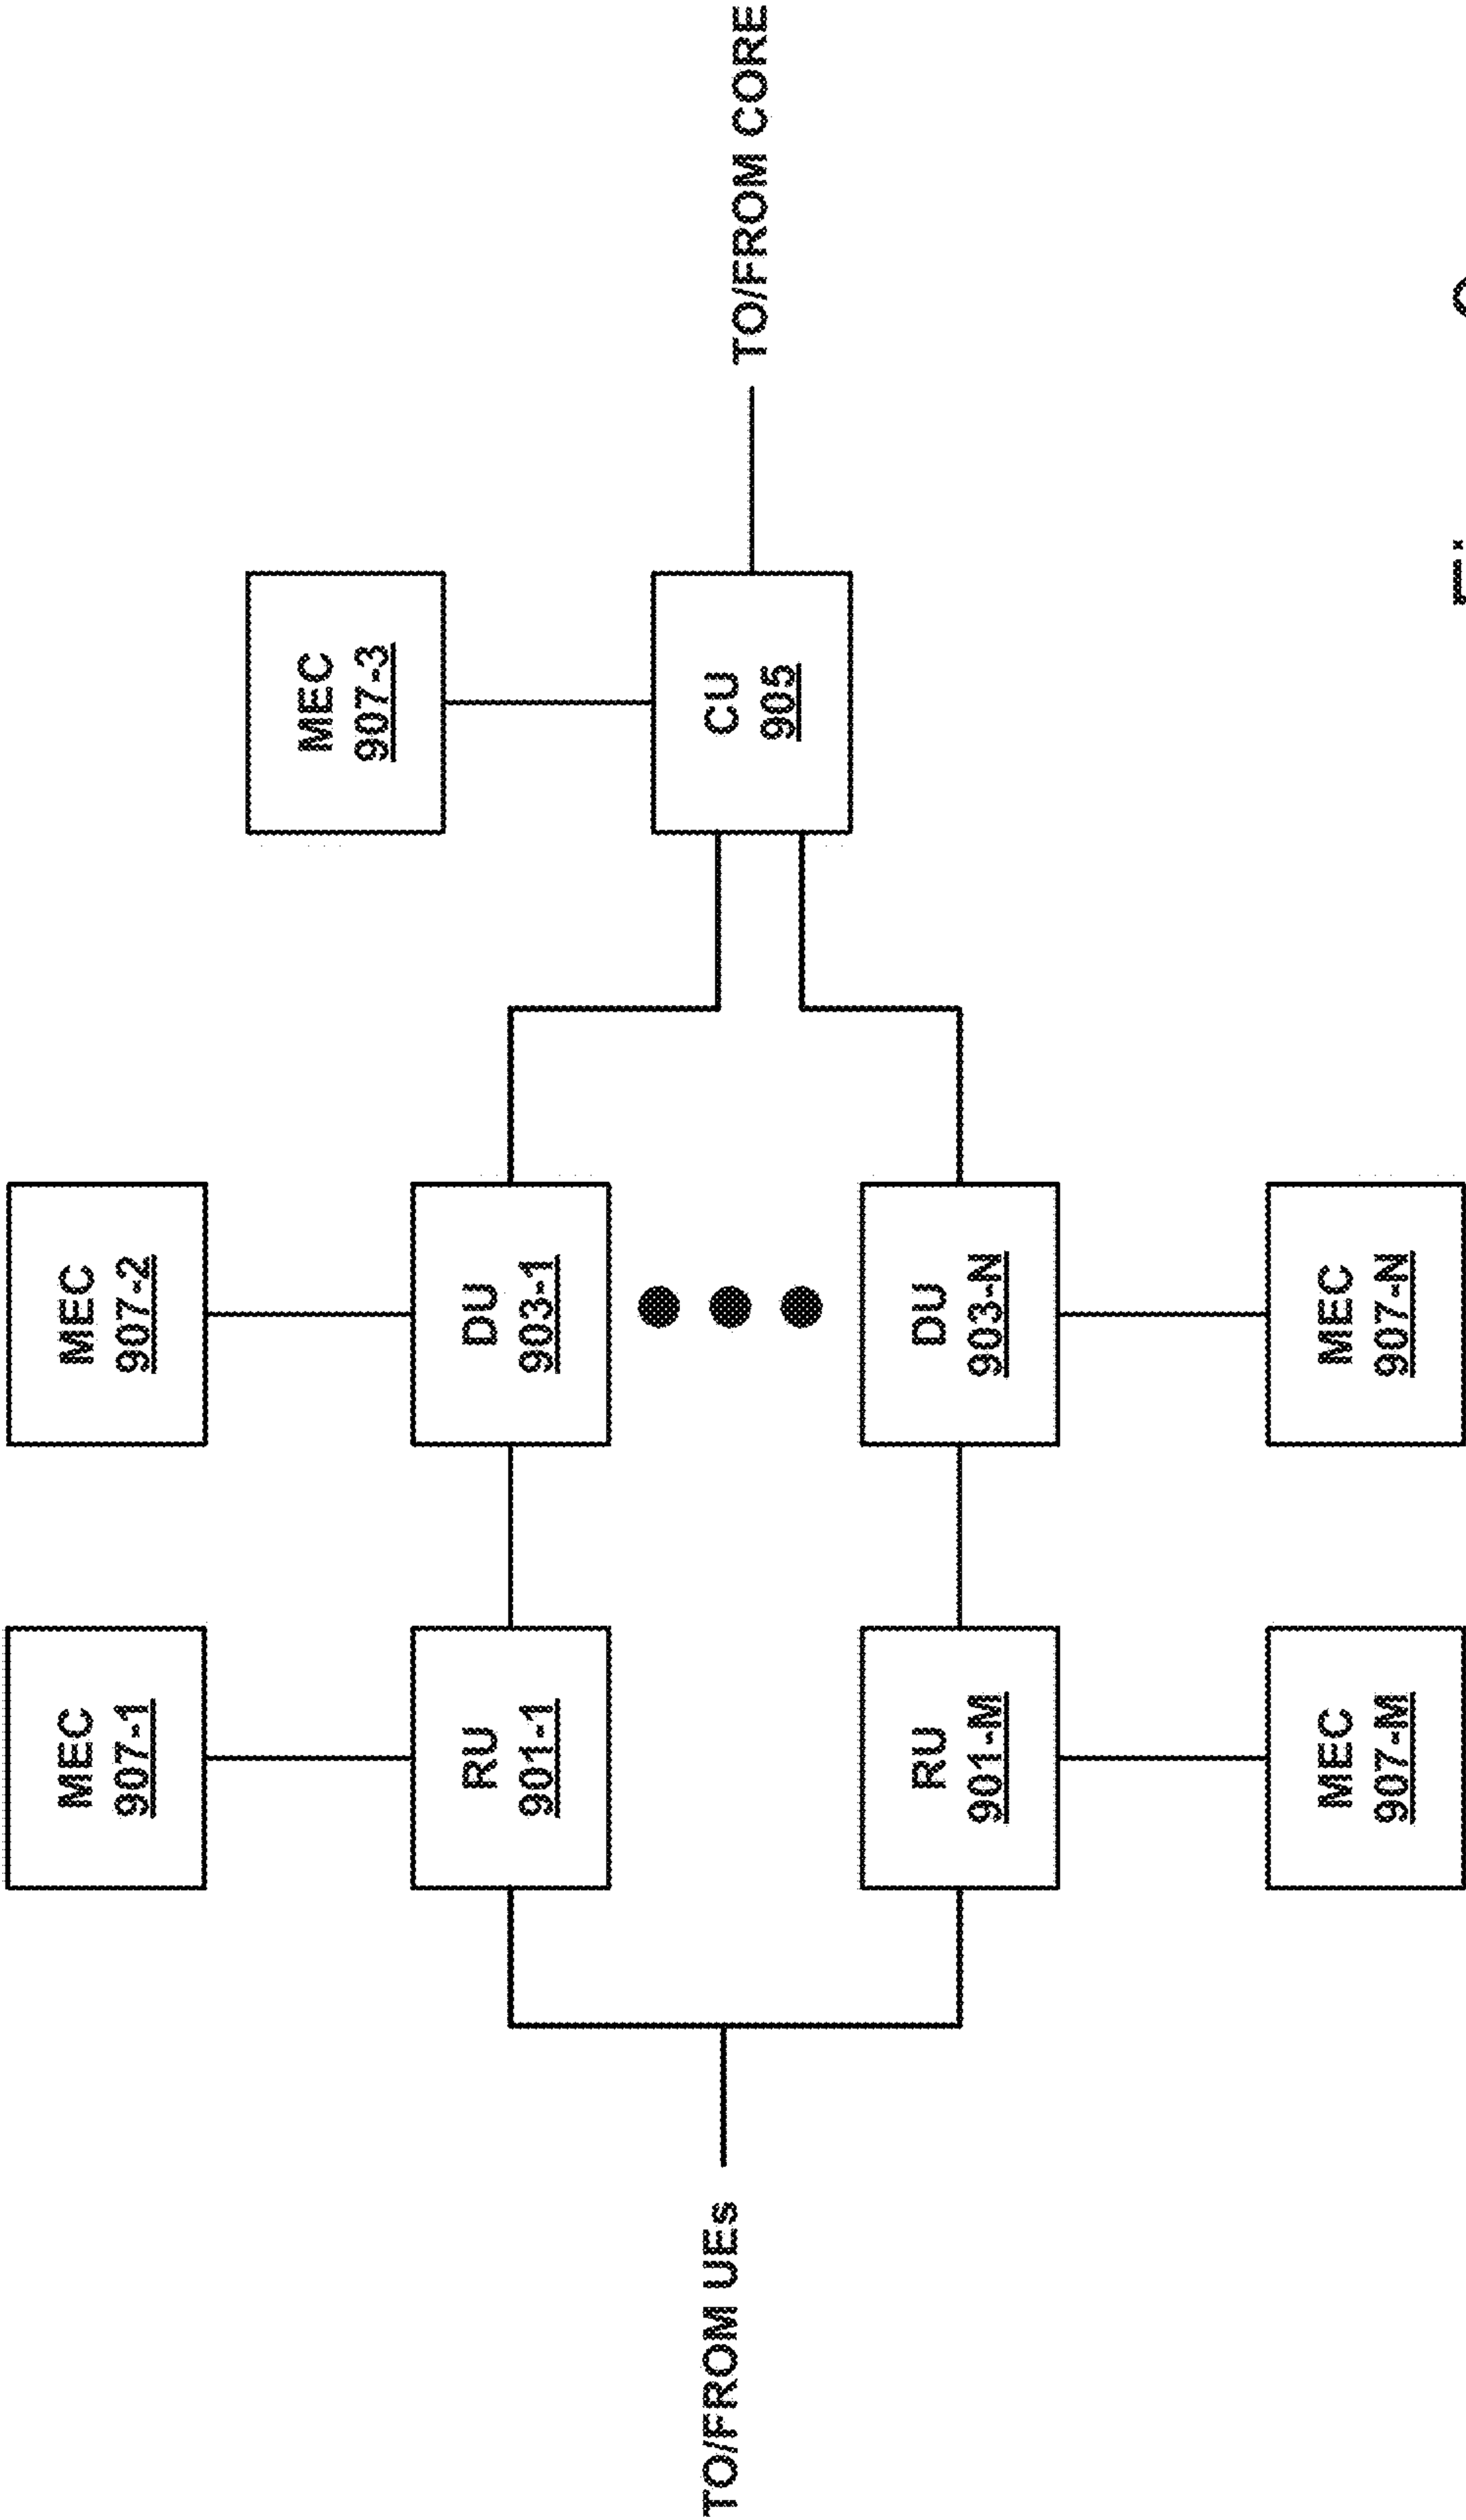 MEC
907-1
MEC
907-2
MEC
907-3
RU
901-1
DU
903-1
TO/FROM UEs
CU
905
TO/FROM CORE
RU
901-M
DU
903-N
MEC
907-M
MEC
907-N